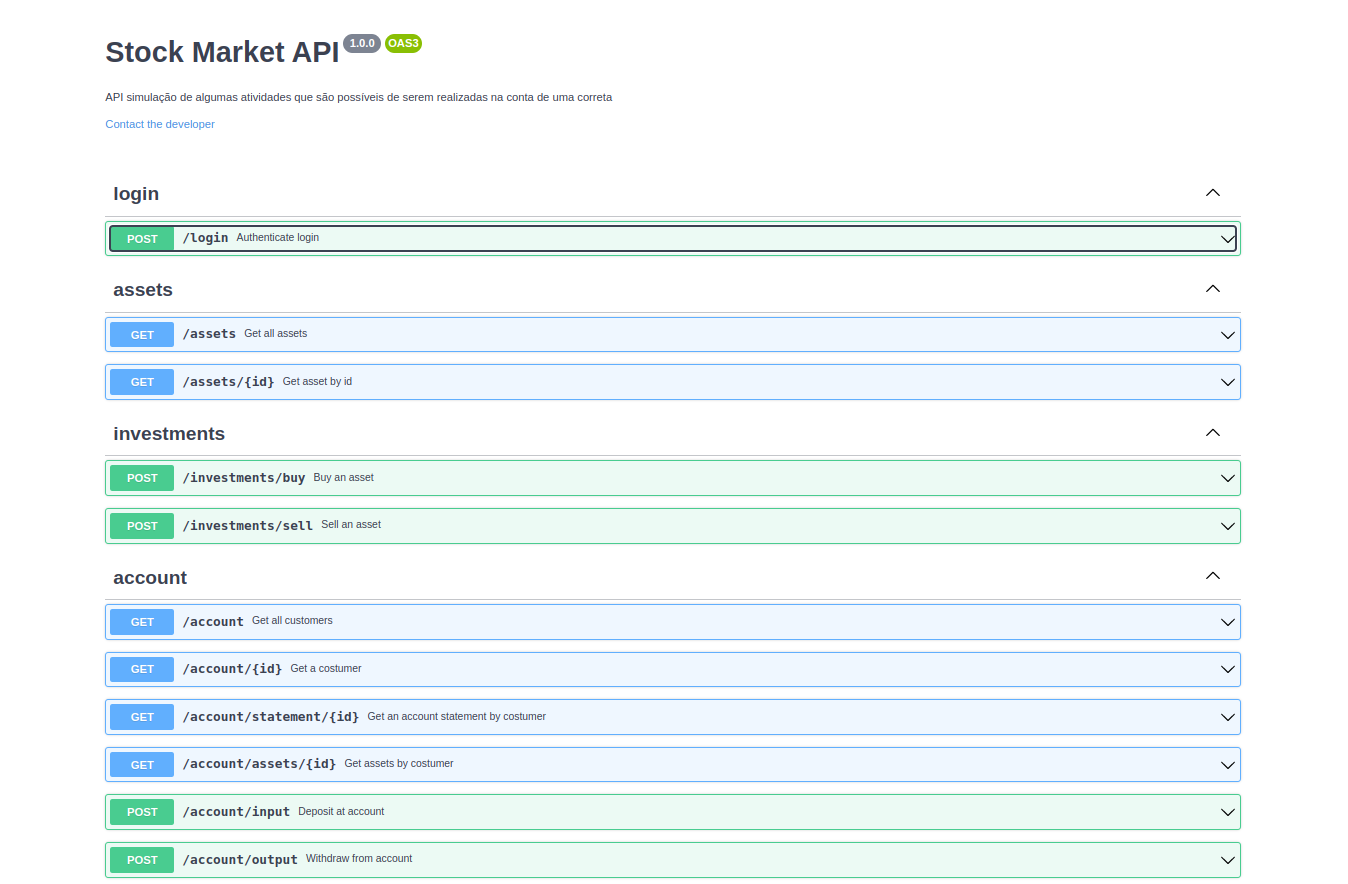 Stock Market API 1.0.0 OAS3
API simulação de algumas atividades que são possíveis de serem realizadas na conta de uma correta
Contact the developer
login
POST /login Authenticate login
assets
GET /assets Get all assets
GET /assets/{id} Get asset by id
investments
POST /investments/buy Buy an asset
POST /investments/sell Sell an asset
account
GET /account Get all customers
GET /account/{id} Get a costumer
GET /account/statement/{id} Get an account statement by costumer
GET /account/assets/{id} Get assets by costumer
POST /account/input Deposit at account
POST /account/output Withdraw from account